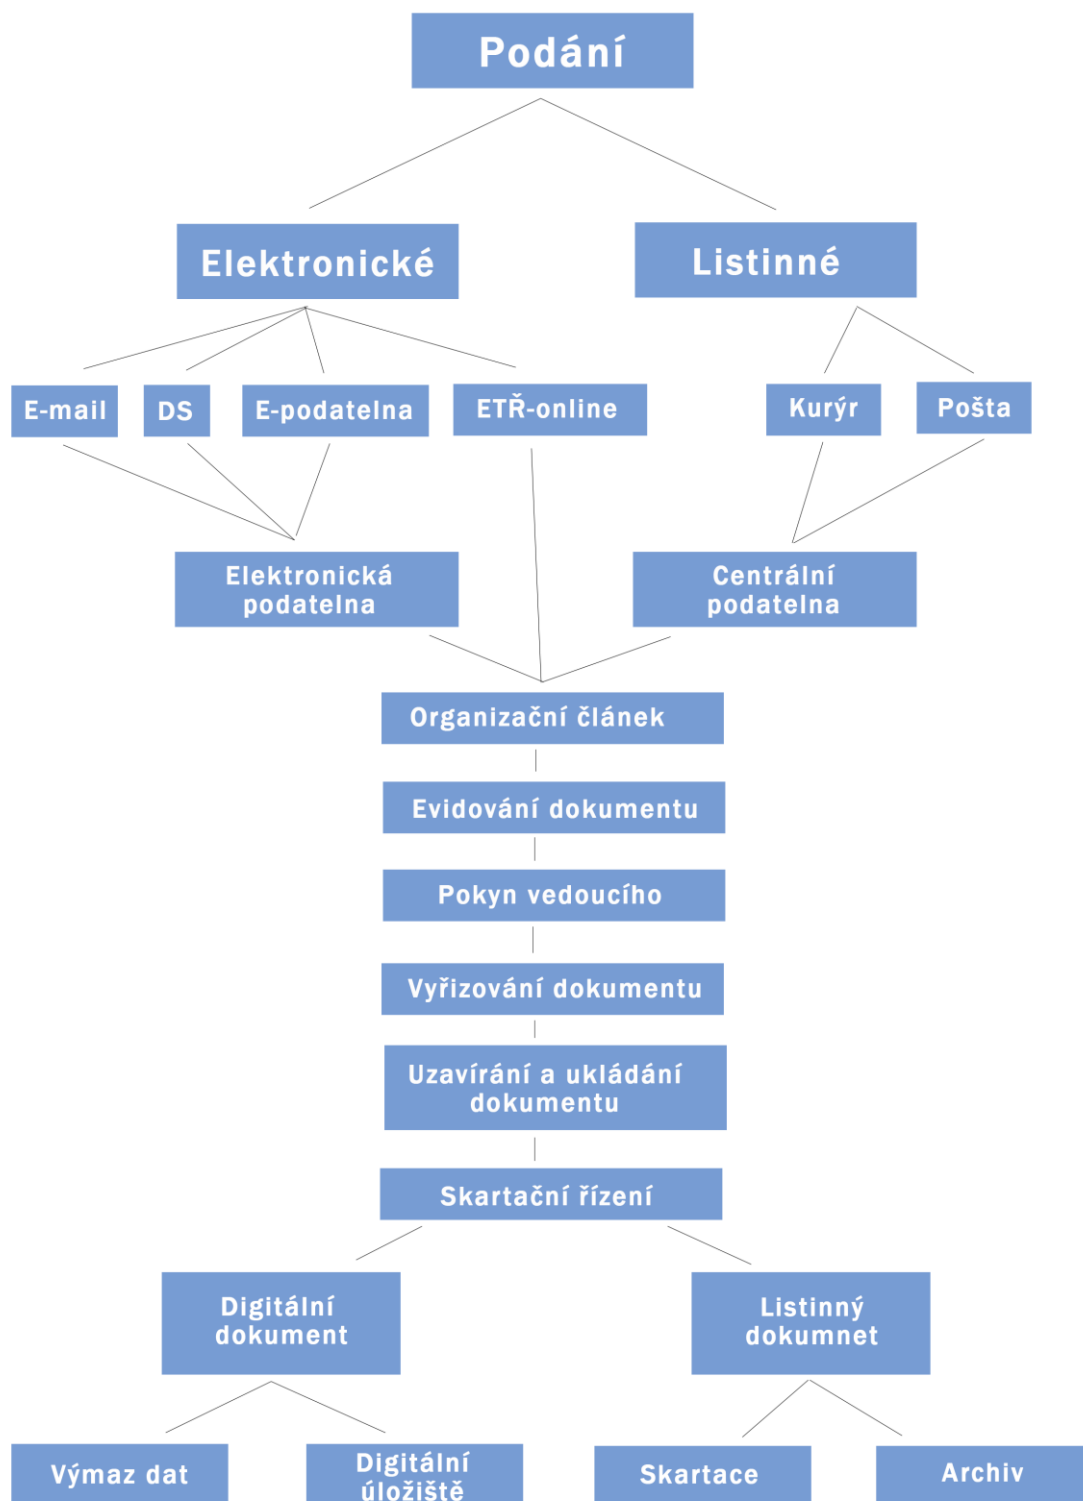 Podání
Elektronické
Listinné
E-mail
DS
E-podatelna
ETŘ-online
Kurýr
Pošta
Elektronická
podatelna
Centrální
podatelna
Organizační článek
Evidování dokumentu
Pokyn vedoucího
Vyřizování dokumentu
Uzavírání a ukládání
dokumentu
Skartační řízení
Digitální
dokument
Listinný
dokumnet
Výmaz dat
Digitální
úložiště
Skartace
Archiv